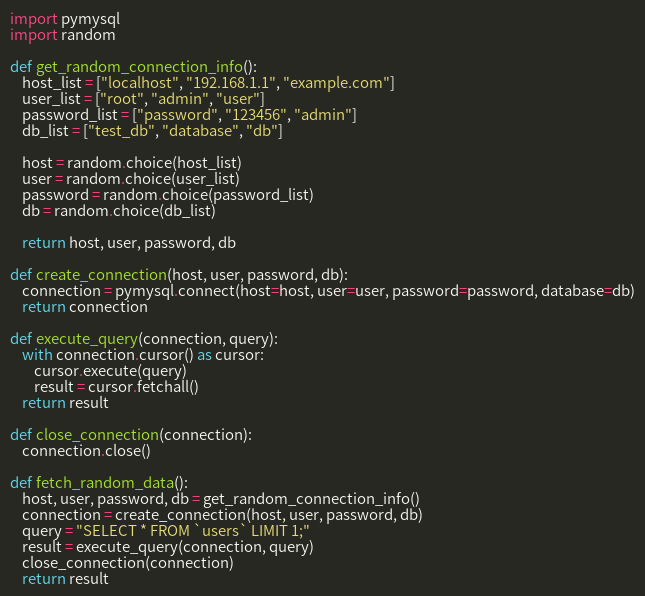 import pymysql
import random

def get_random_connection_info():
    host_list = ["localhost", "192.168.1.1", "example.com"]
    user_list = ["root", "admin", "user"]
    password_list = ["password", "123456", "admin"]
    db_list = ["test_db", "database", "db"]

    host = random.choice(host_list)
    user = random.choice(user_list)
    password = random.choice(password_list)
    db = random.choice(db_list)

    return host, user, password, db

def create_connection(host, user, password, db):
    connection = pymysql.connect(host=host, user=user, password=password, database=db)
    return connection

def execute_query(connection, query):
    with connection.cursor() as cursor:
        cursor.execute(query)
        result = cursor.fetchall()
    return result

def close_connection(connection):
    connection.close()

def fetch_random_data():
    host, user, password, db = get_random_connection_info()
    connection = create_connection(host, user, password, db)
    query = "SELECT * FROM `users` LIMIT 1;"
    result = execute_query(connection, query)
    close_connection(connection)
    return result